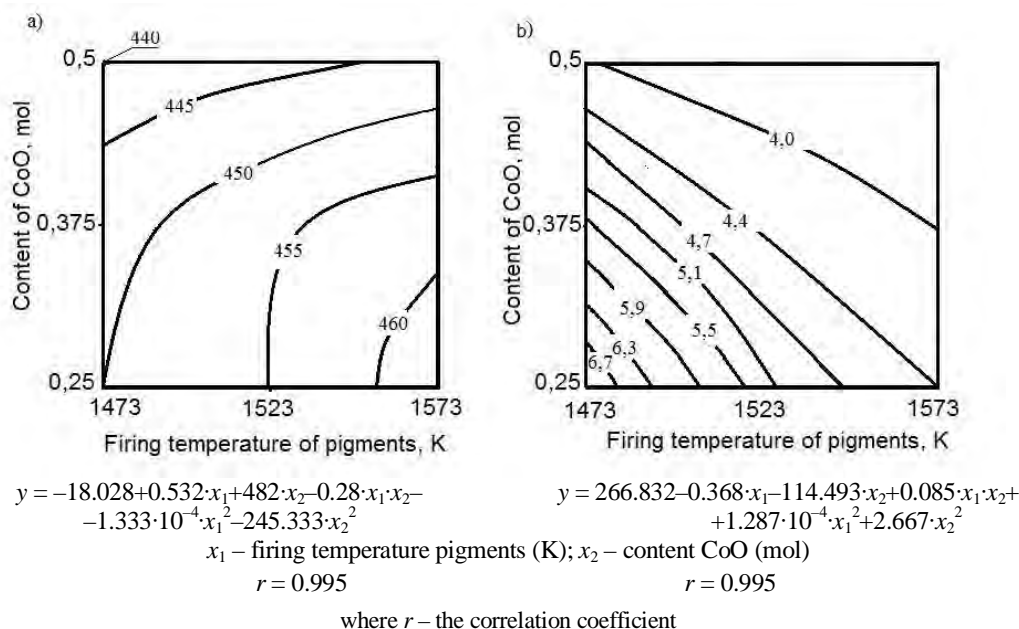 a)
440
0,5
445
450
0,375
455
460
0,25
1473
1523
1573
Content of CoO, mol
Firing temperature of pigments, K
b)
0,5
4,0
4,4
0,375
4,7
5,1
5,9
5,5
6,3
6,7
0,25
1473
1523
1573
Content of CoO, mol
Firing temperature of pigments, K
y = –18.028+0.532·x₁+482·x₂–0.28·x₁x₂–
–1.333·10⁻⁴·x₁²–245.333·x₂²
y = 266.832–0.368·x₁–114.493·x₂+0.085·x₁x₂+
+1.287·10⁻⁴·x₁²+2.667·x₂²
x₁ – firing temperature pigments (K); x₂ – content CoO (mol)
r = 0.995
r = 0.995
where r – the correlation coefficient